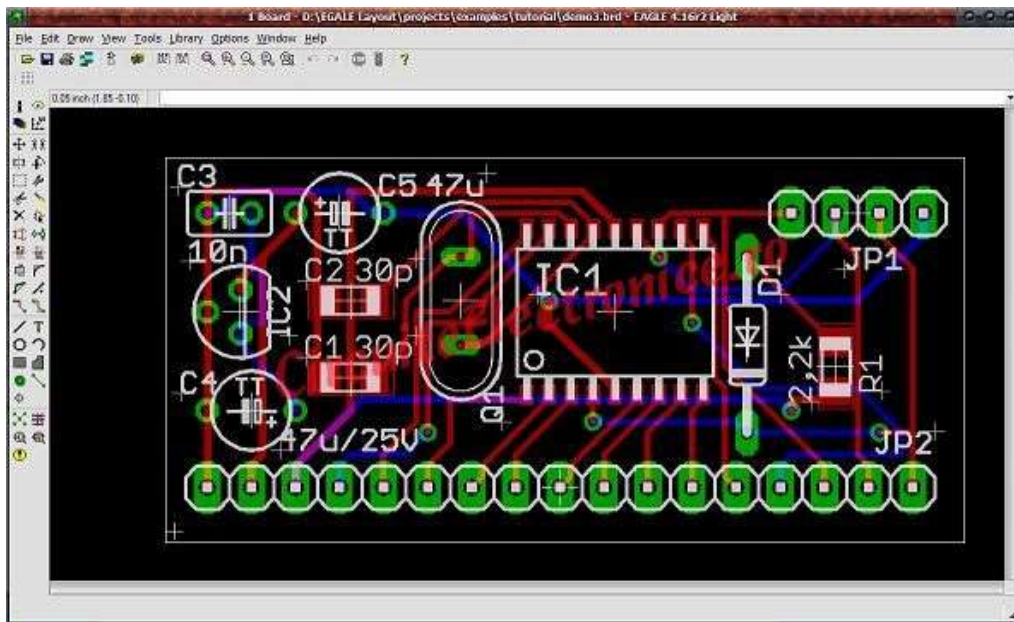 1 Board - D:\EGALE Layout\projects\examples\tutorial\demo3.brd - EAGLE 4.16r2 Light
File Edit Draw View Tools Library Options Window Help
0.05 inch (1.85 -0.10)
C3
C5 47u
10n
JP1
C2 30p
IC1
D1
IC2
C1 30p
2,2k
R1
C4
TT
TT
Q1
47u/25V
JP2